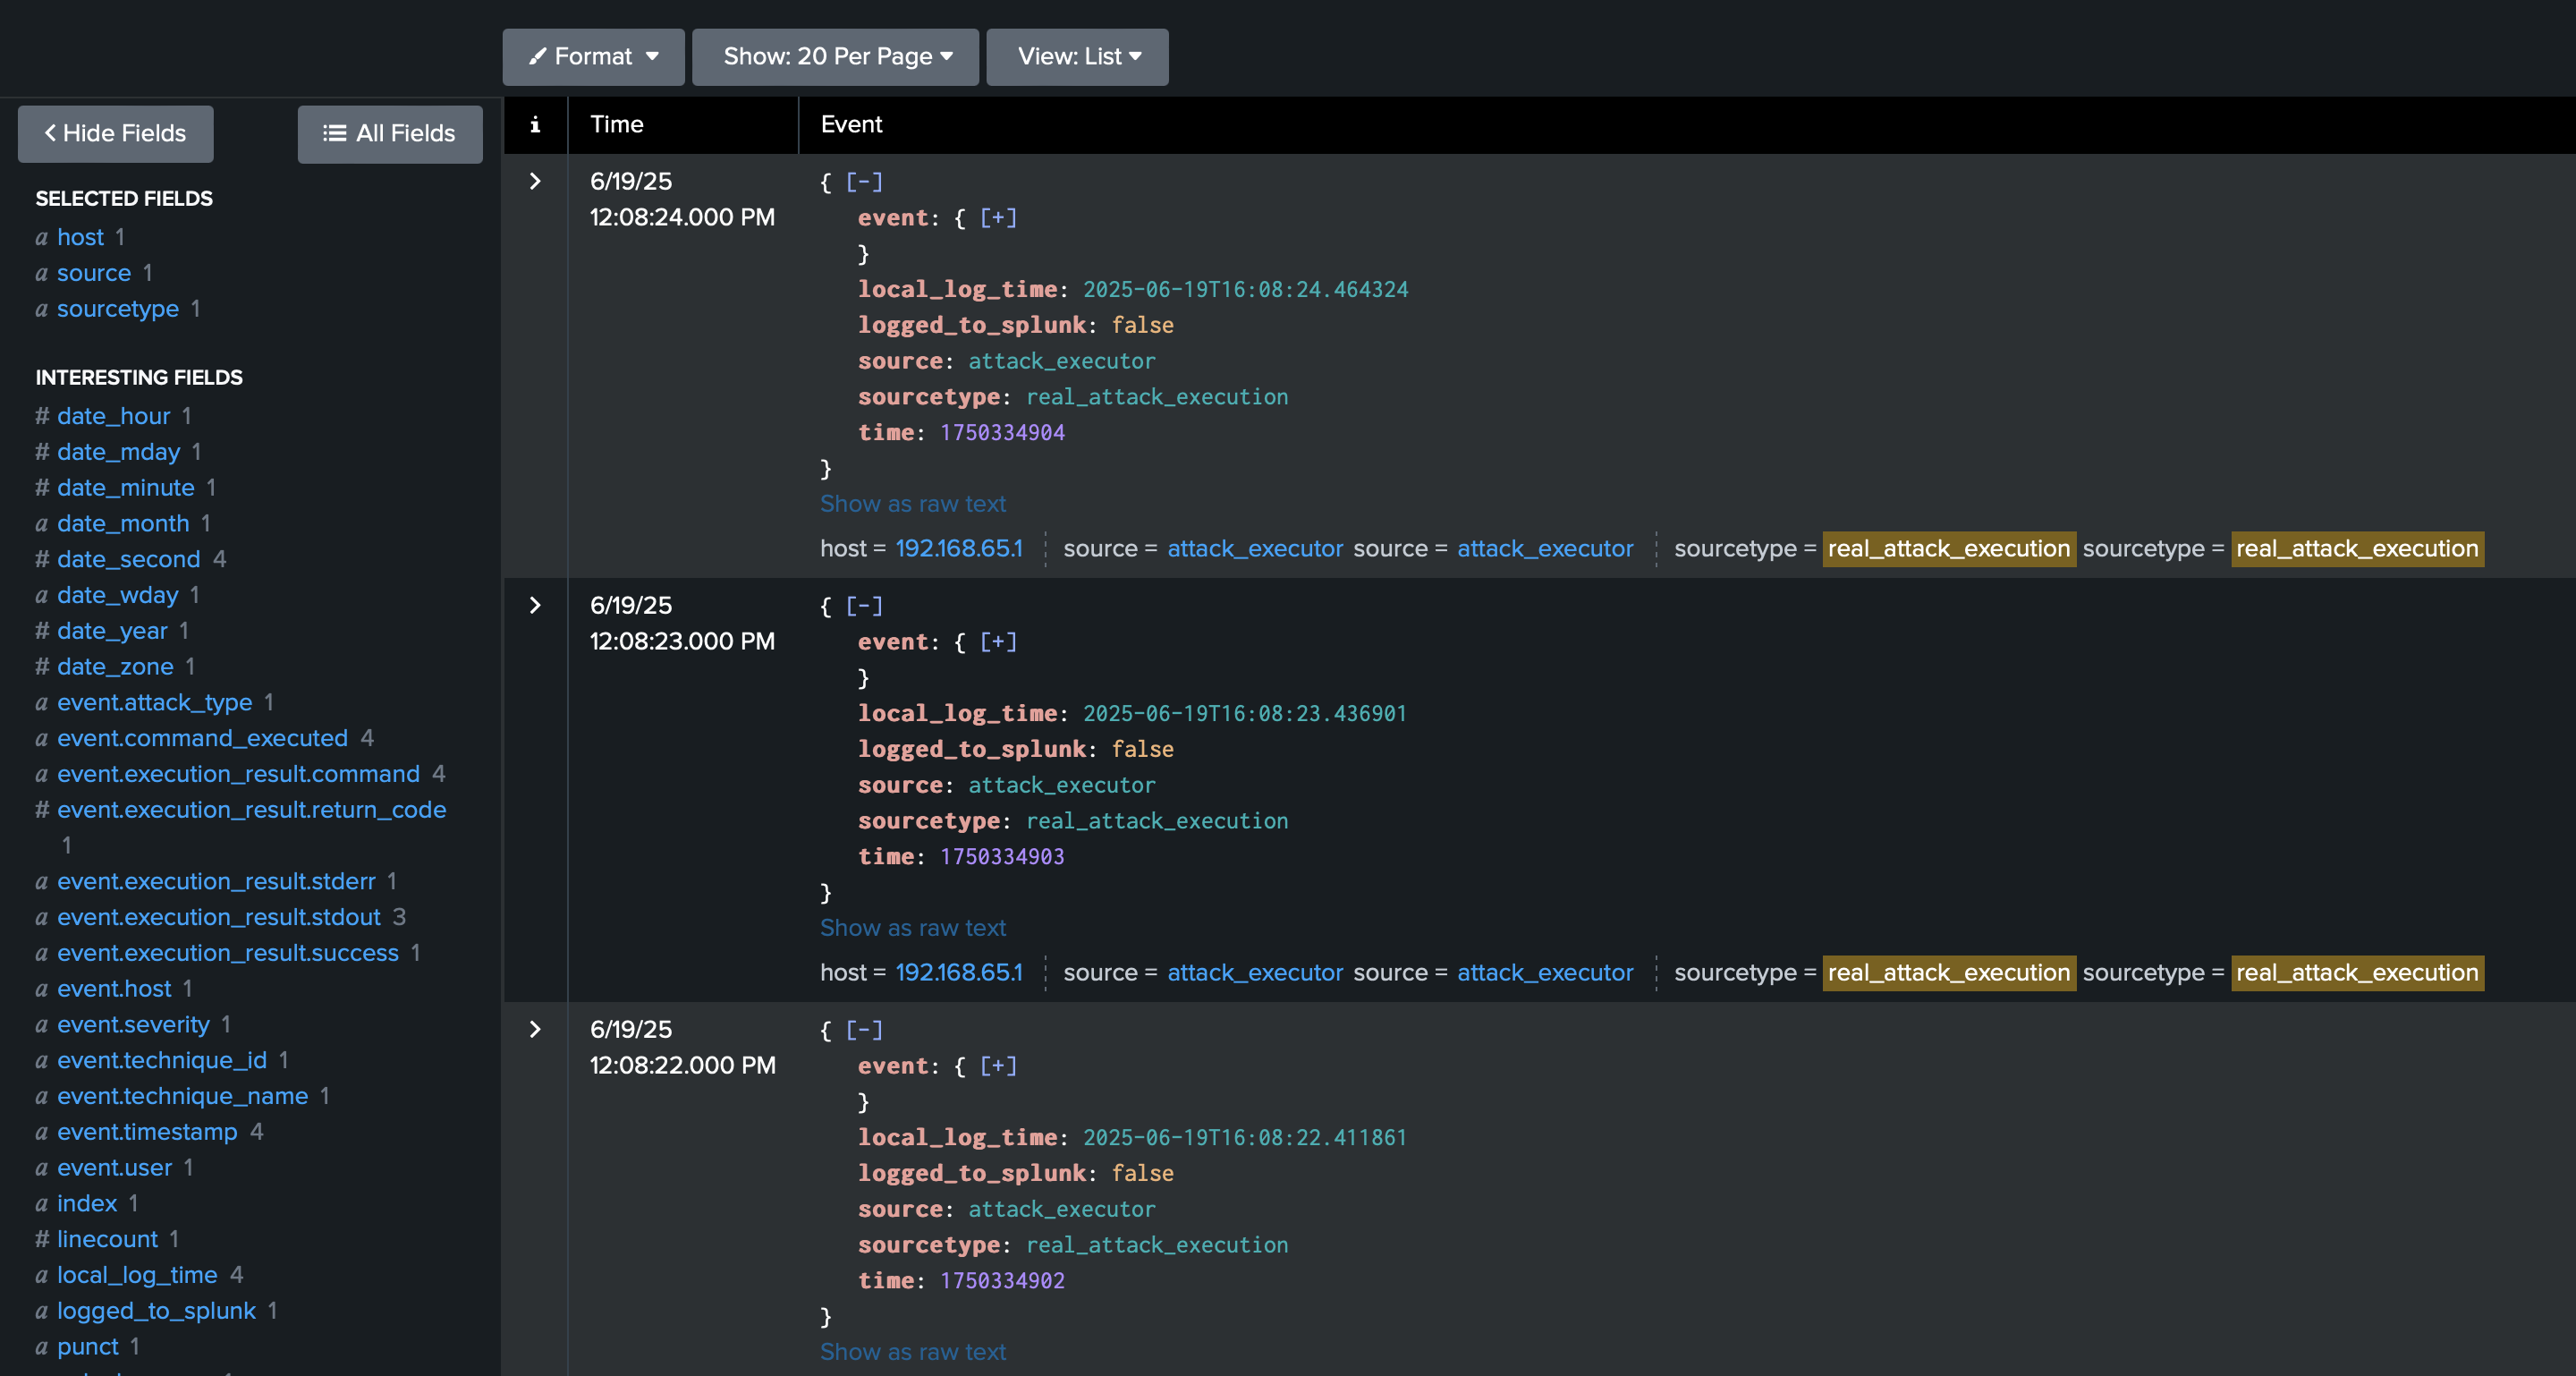 Format
Show: 20 Per Page
View: List
Hide Fields
All Fields
SELECTED FIELDS
a host 1
a source 1
a sourcetype 1
INTERESTING FIELDS
# date_hour 1
# date_mday 1
# date_minute 1
a date_month 1
# date_second 4
a date_wday 1
# date_year 1
# date_zone 1
a event.attack_type 1
a event.command_executed 4
a event.execution_result.command 4
# event.execution_result.return_code
1
a event.execution_result.stderr 1
a event.execution_result.stdout 3
a event.execution_result.success 1
a event.host 1
a event.severity 1
a event.technique_id 1
a event.technique_name 1
a event.timestamp 4
a event.user 1
a index 1
# linecount 1
a local_log_time 4
a logged_to_splunk 1
a punct 1
i Time Event
6/19/25
12:08:24.000 PM
{ [-]
event: { [+]
}
local_log_time: 2025-06-19T16:08:24.464324
logged_to_splunk: false
source: attack_executor
sourcetype: real_attack_execution
time: 1750334904
}
Show as raw text
host = 192.168.65.1 source = attack_executor source = attack_executor sourcetype = real_attack_execution sourcetype = real_attack_execution
6/19/25
12:08:23.000 PM
{ [-]
event: { [+]
}
local_log_time: 2025-06-19T16:08:23.436901
logged_to_splunk: false
source: attack_executor
sourcetype: real_attack_execution
time: 1750334903
}
Show as raw text
host = 192.168.65.1 source = attack_executor source = attack_executor sourcetype = real_attack_execution sourcetype = real_attack_execution
6/19/25
12:08:22.000 PM
{ [-]
event: { [+]
}
local_log_time: 2025-06-19T16:08:22.411861
logged_to_splunk: false
source: attack_executor
sourcetype: real_attack_execution
time: 1750334902
}
Show as raw text